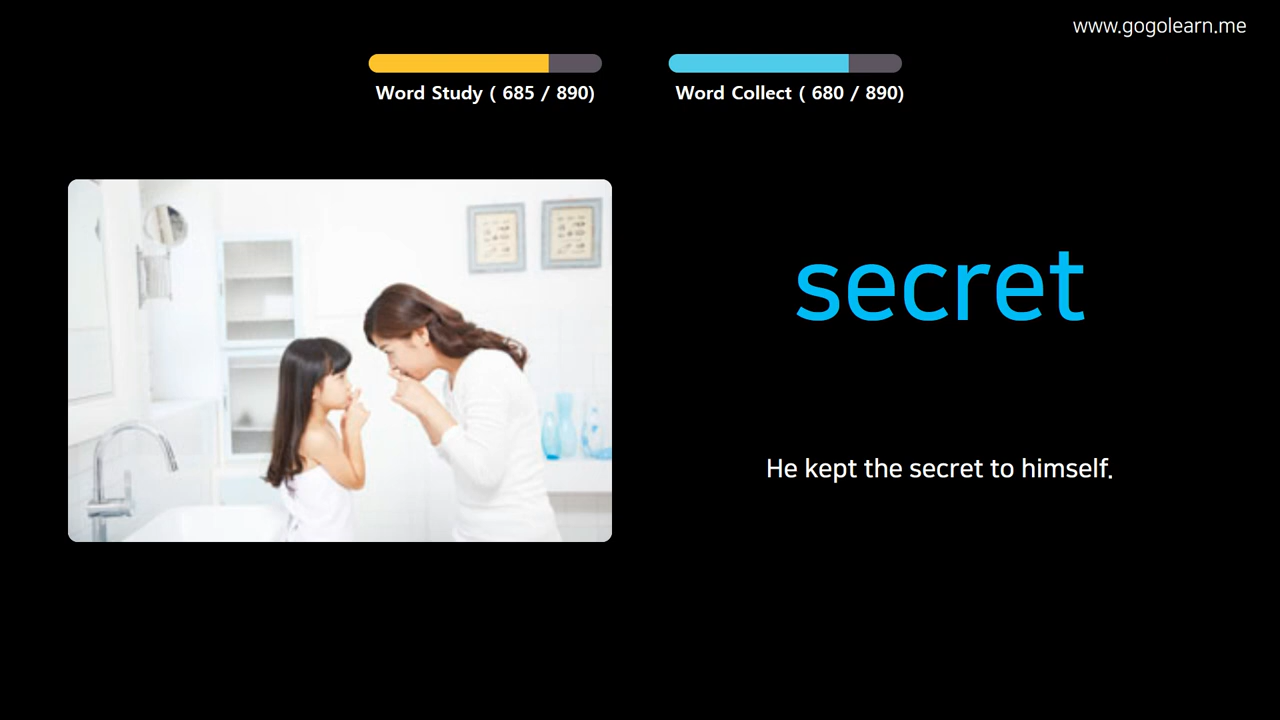 www.gogolearn.me
Word Study ( 685 / 890)
Word Collect ( 680 / 890)
secret
He kept the secret to himself.